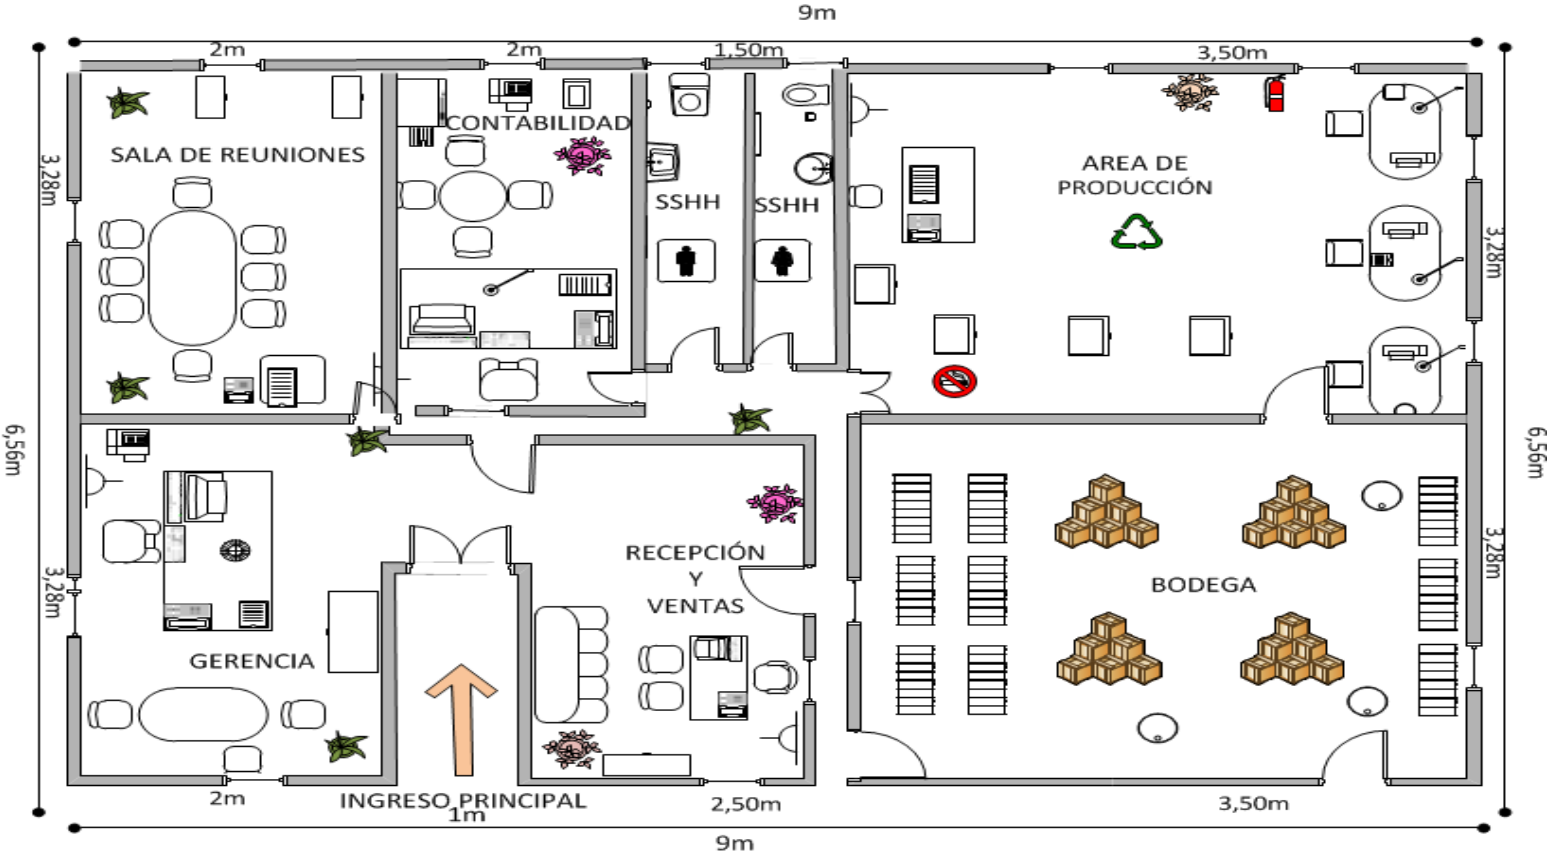 9m
2m
2m
1,50m
3,50m
CONTABILIDAD
SALA DE REUNIONES
AREA DE
PRODUCCIÓN
3,28m
SSHH
SSHH
3,28m
6,56m
6,56m
RECEPCIÓN
Y
VENTAS
BODEGA
3,28m
3,28m
GERENCIA
2m
INGRESO PRINCIPAL
1m
2,50m
3,50m
9m